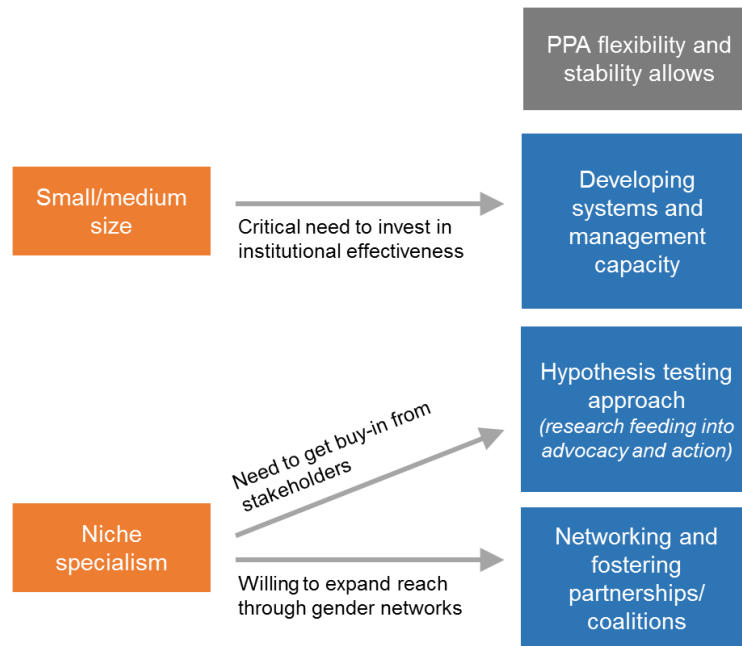 PPA flexibility and
stability allows
Small/medium
size
Critical need to invest in
institutional effectiveness
Developing
systems and
management
capacity
Need to get buy-in from
stakeholders
Hypothesis testing
approach
(research feeding into
advocacy and action)
Niche
specialism
Willing to expand reach
through gender networks
Networking and
fostering
partnerships/
coalitions